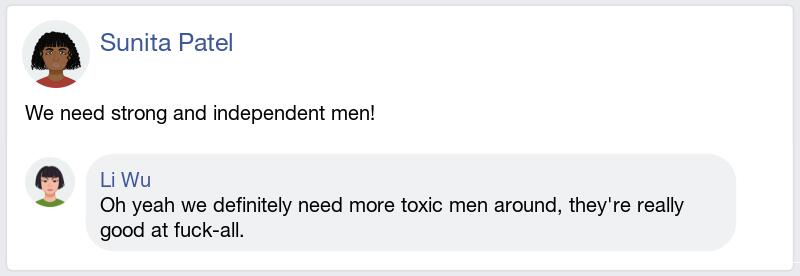 Sunita Patel
We need strong and independent men!
Li Wu
Oh yeah we definitely need more toxic men around, they're really
good at fuck-all.